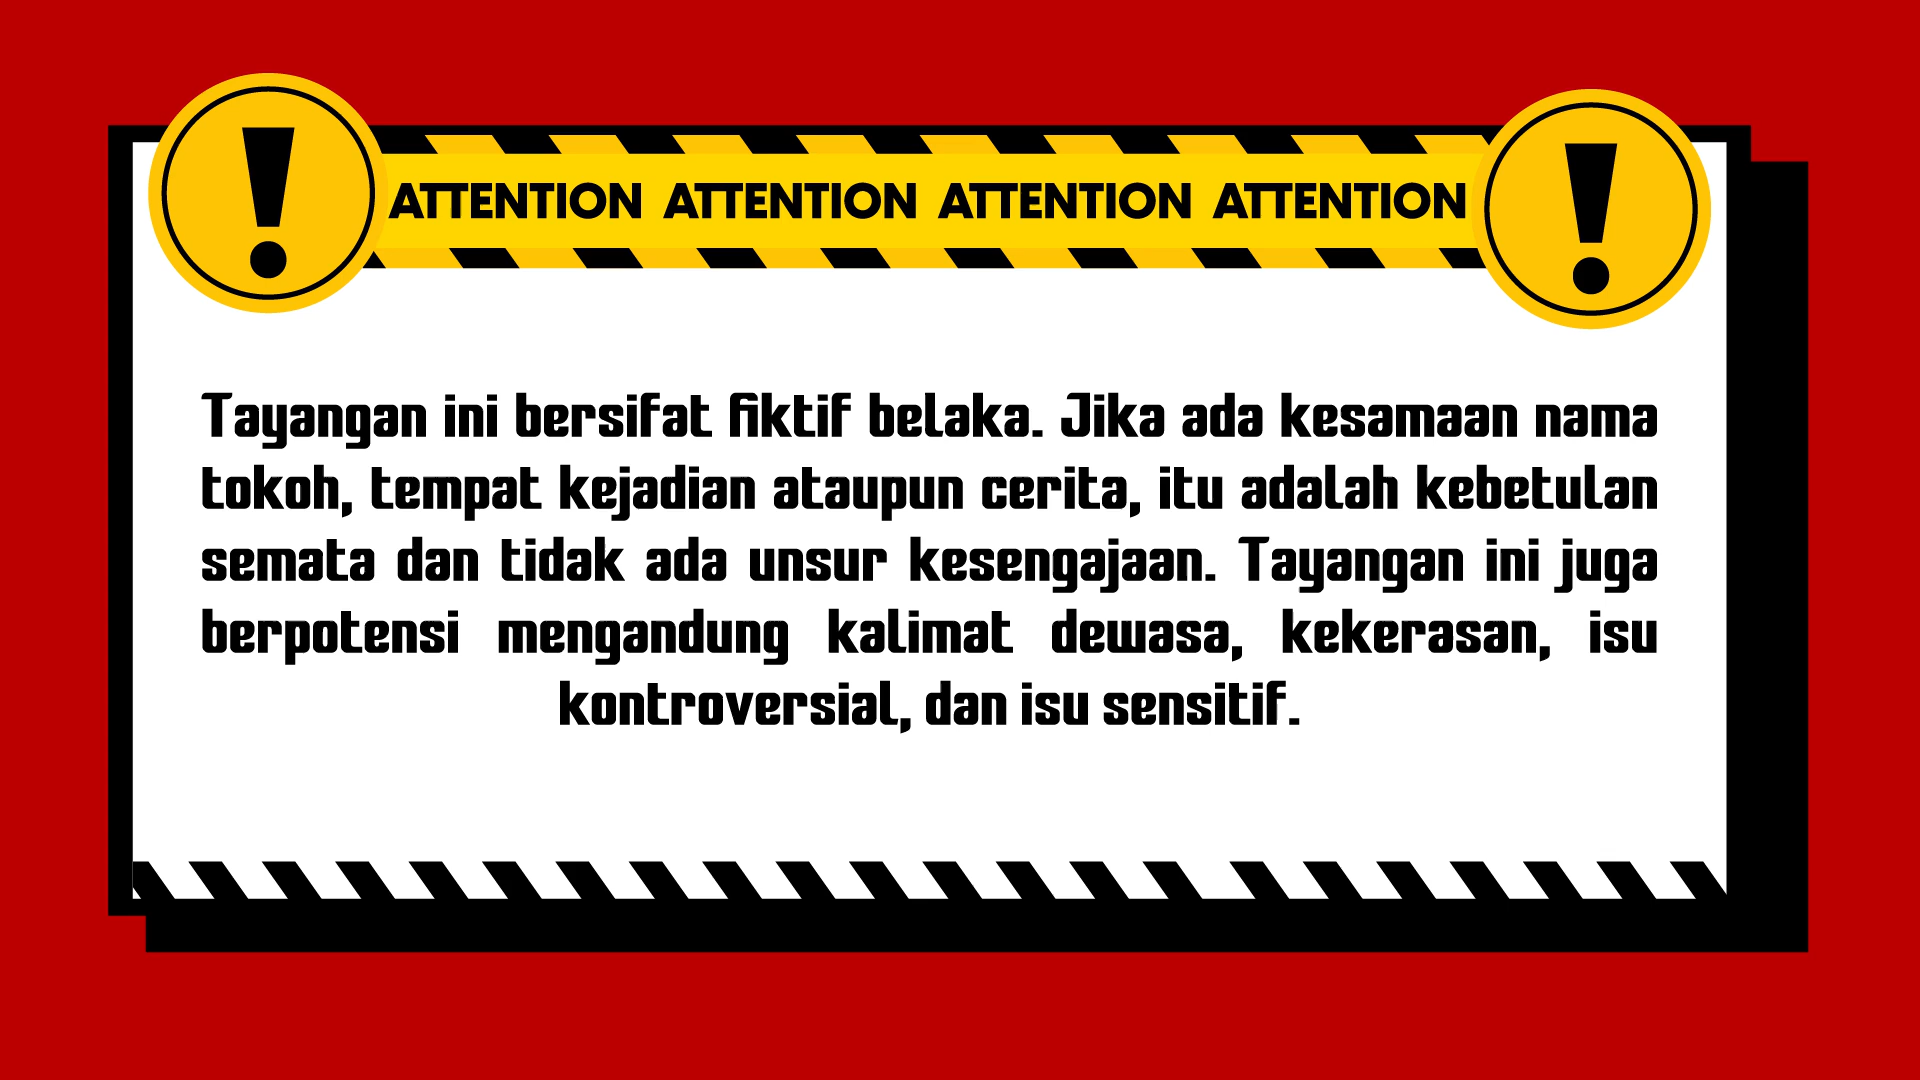 !
!
ATTENTION ATTENTION ATTENTION ATTENTION
Tayangan ini bersifat fiktif belaka. Jika ada kesamaan nama
tokoh, tempat kejadian ataupun cerita, itu adalah kebetulan
semata dan tidak ada unsur kesengajaan. Tayangan ini juga
berpotensi mengandung kalimat dewasa, kekerasan, isu
kontroversial, dan isu sensitif.